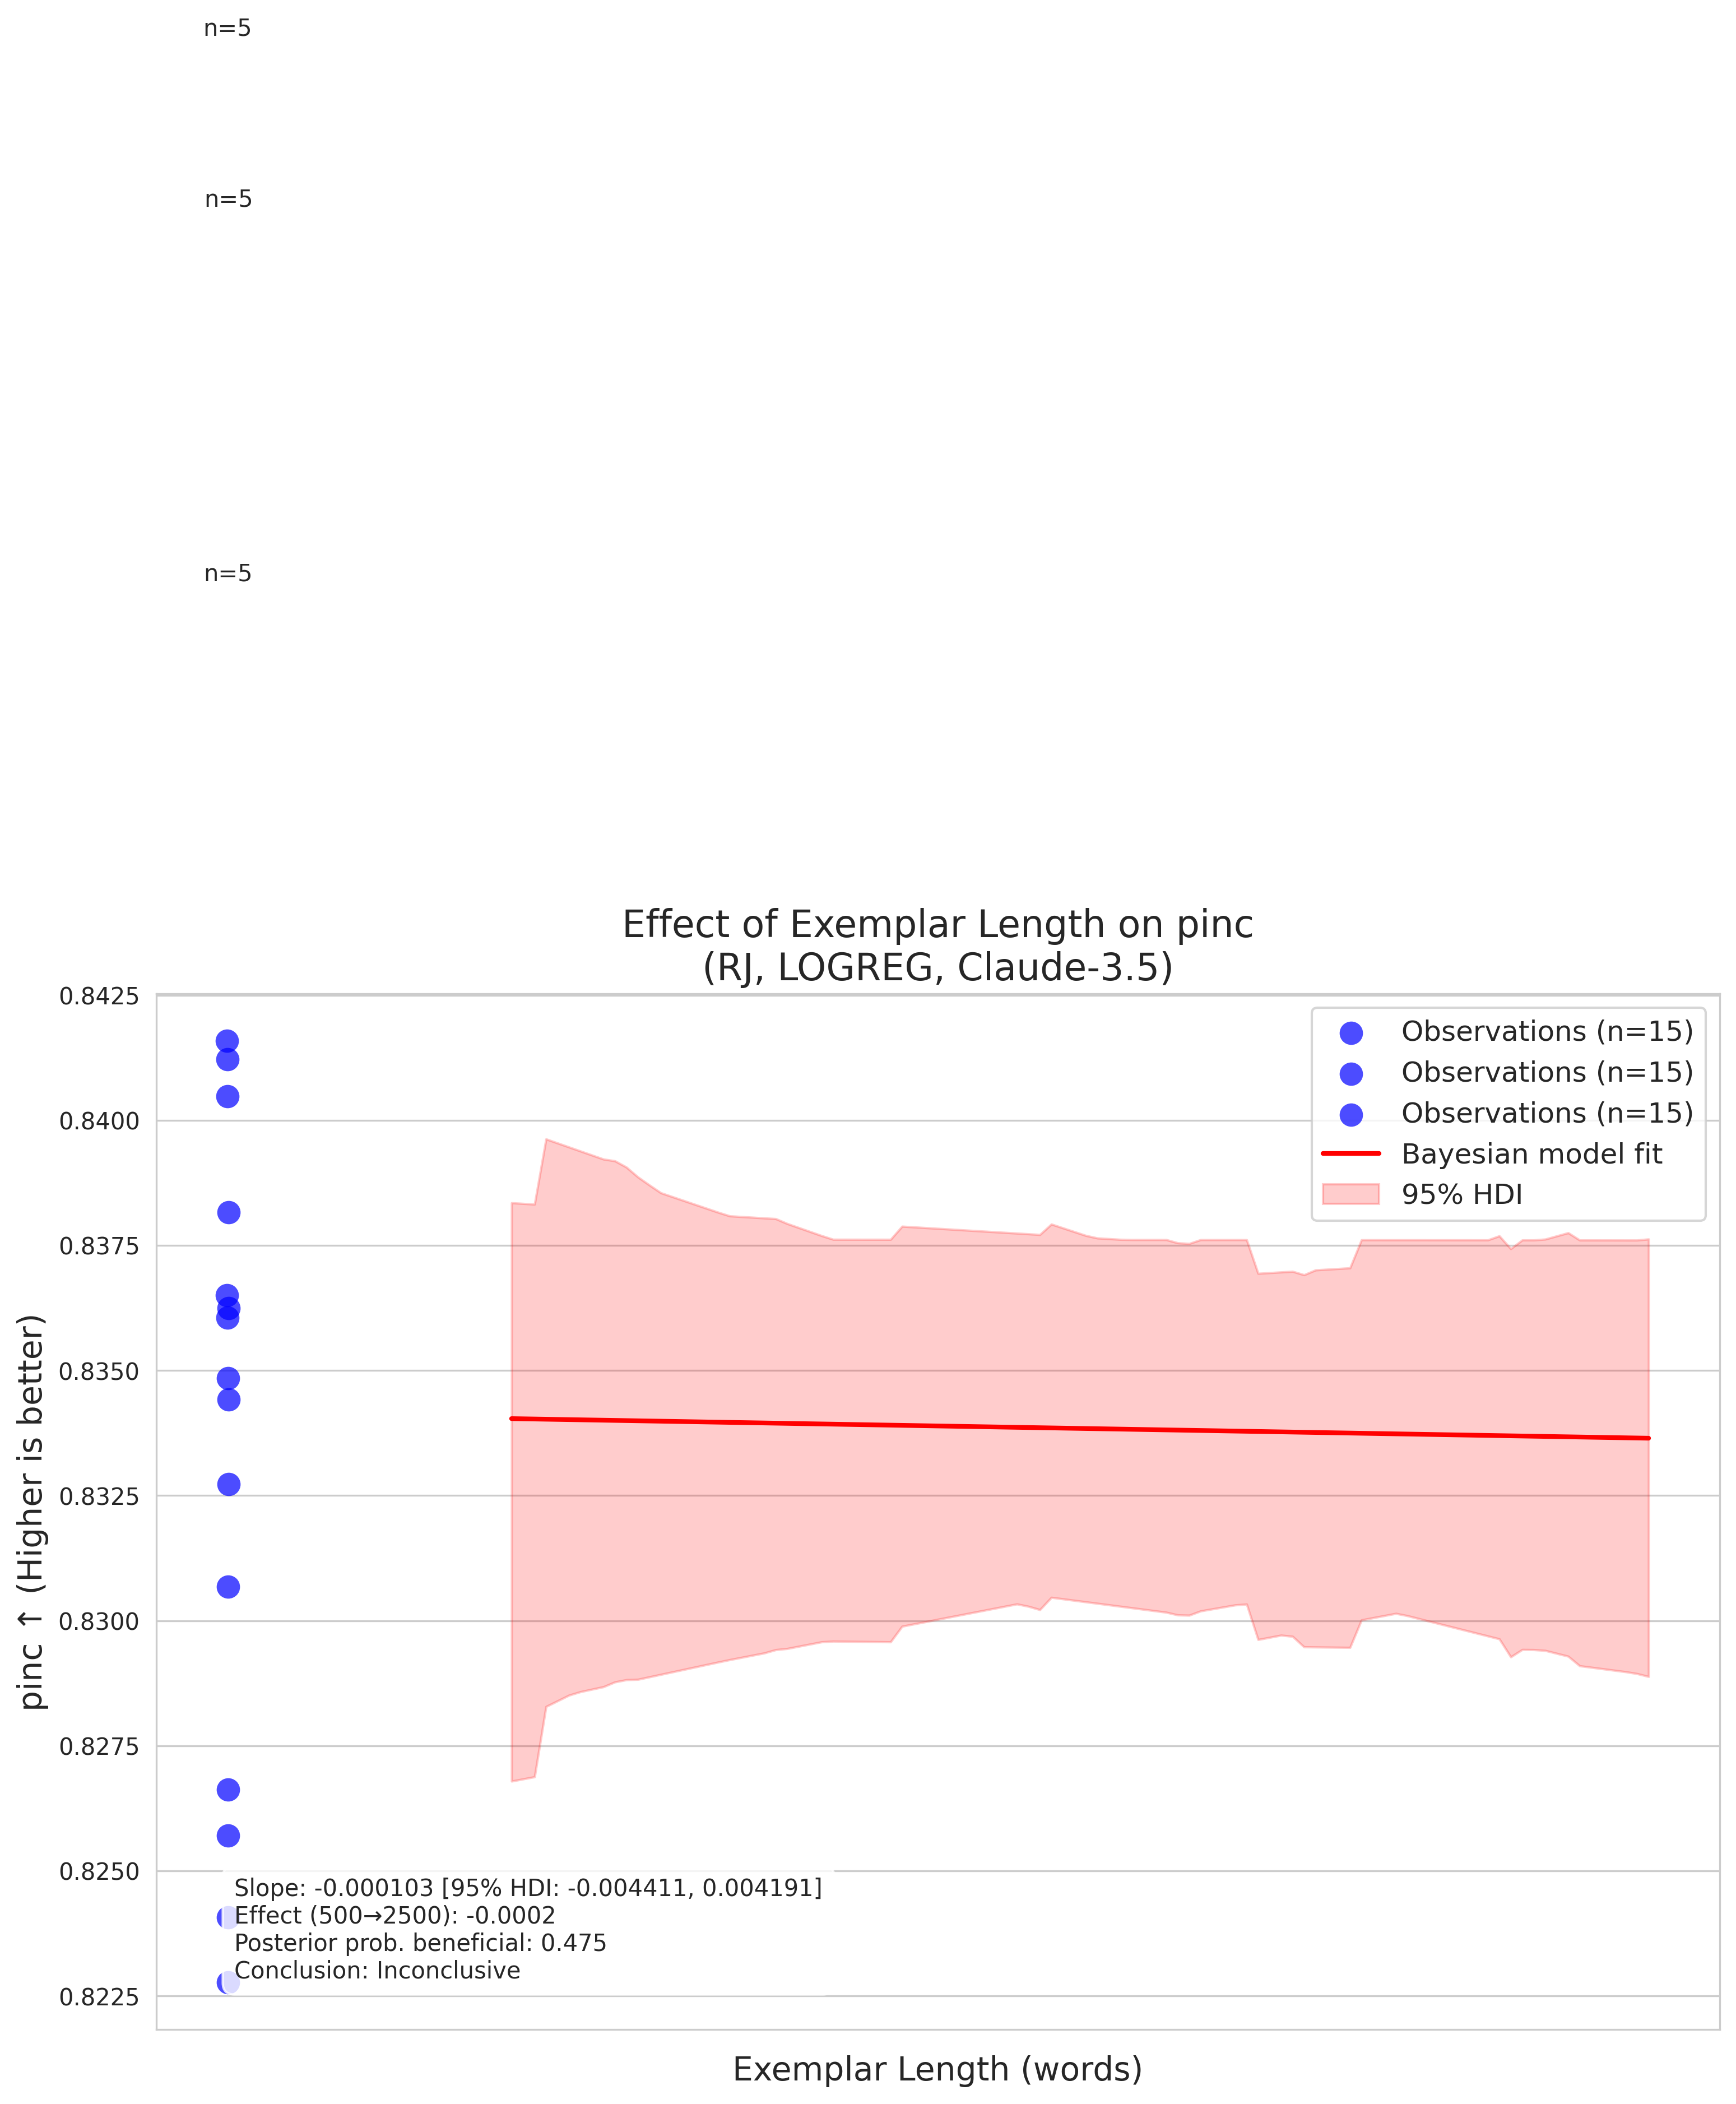 n=5
n=5
n=5
Effect of Exemplar Length on pinc
(RJ, LOGREG, Claude-3.5)
0.8425
0.8400
0.8375
0.8350
0.8325
0.8300
0.8275
0.8250
0.8225
pinc ↑ (Higher is better)
Observations (n=15)
Observations (n=15)
Observations (n=15)
Bayesian model fit
95% HDI
Slope: -0.000103 [95% HDI: -0.004411, 0.004191]
Effect (500→2500): -0.0002
Posterior prob. beneficial: 0.475
Conclusion: Inconclusive
Exemplar Length (words)